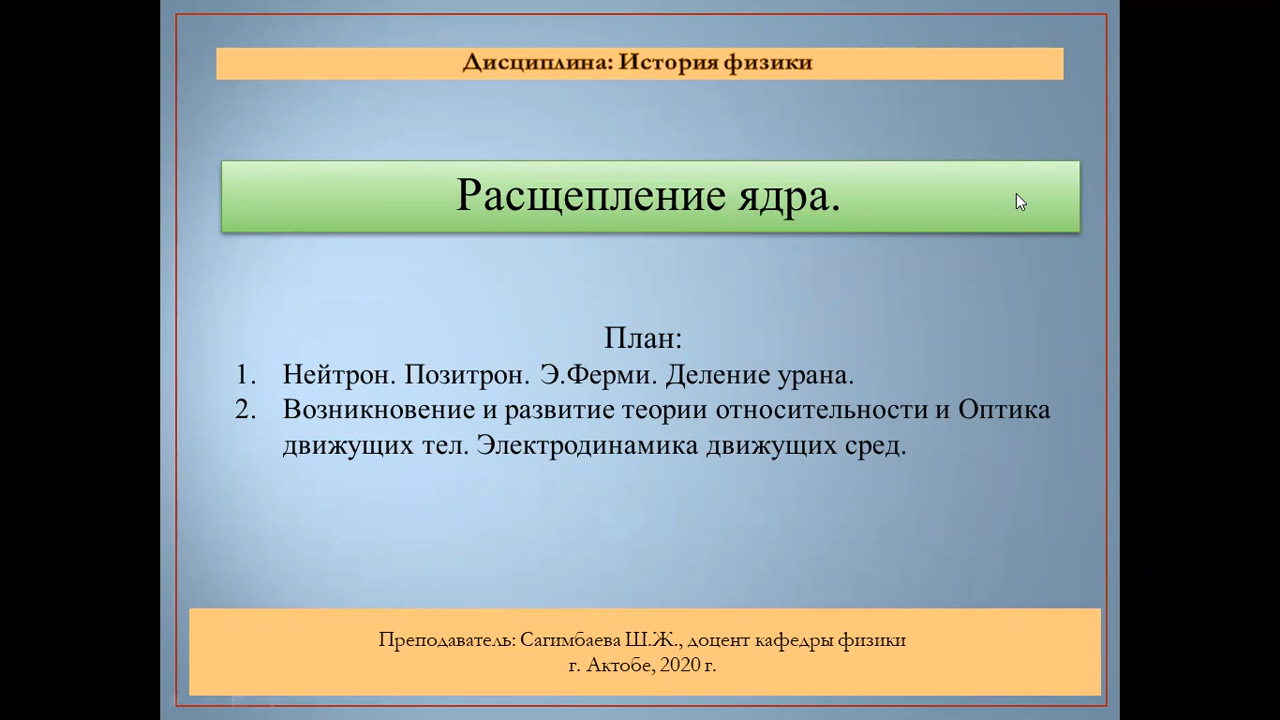 Дисциплина: История физики
Расщепление ядра.
План:
1. Нейтрон. Позитрон. Э.Ферми. Деление урана.
2. Возникновение и развитие теории относительности и Оптика
движущих тел. Электродинамика движущих сред.
Преподаватель: Сагимбаева Ш.Ж., доцент кафедры физики
г. Актобе, 2020 г.